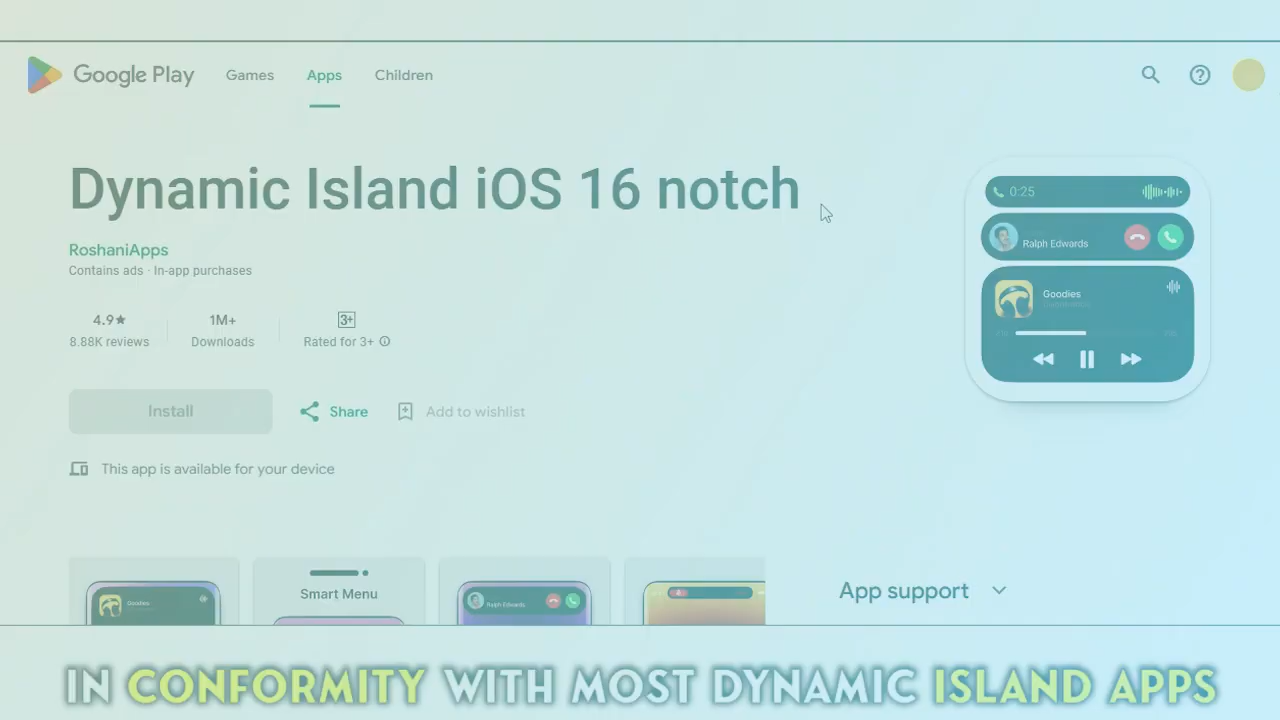 Google Play Games Apps Children
Dynamic Island iOS 16 notch
RoshaniApps
Contains ads · In-app purchases
4.9★ 1M+ 3+
8.88K reviews Downloads Rated for 3+
Install Share Add to wishlist
This app is available for your device
0:25
Ralph Edwards
Goodies
Goodies
Smart Menu
Ralph Edwards
App support
IN CONFORMITY WITH MOST DYNAMIC ISLAND APPS